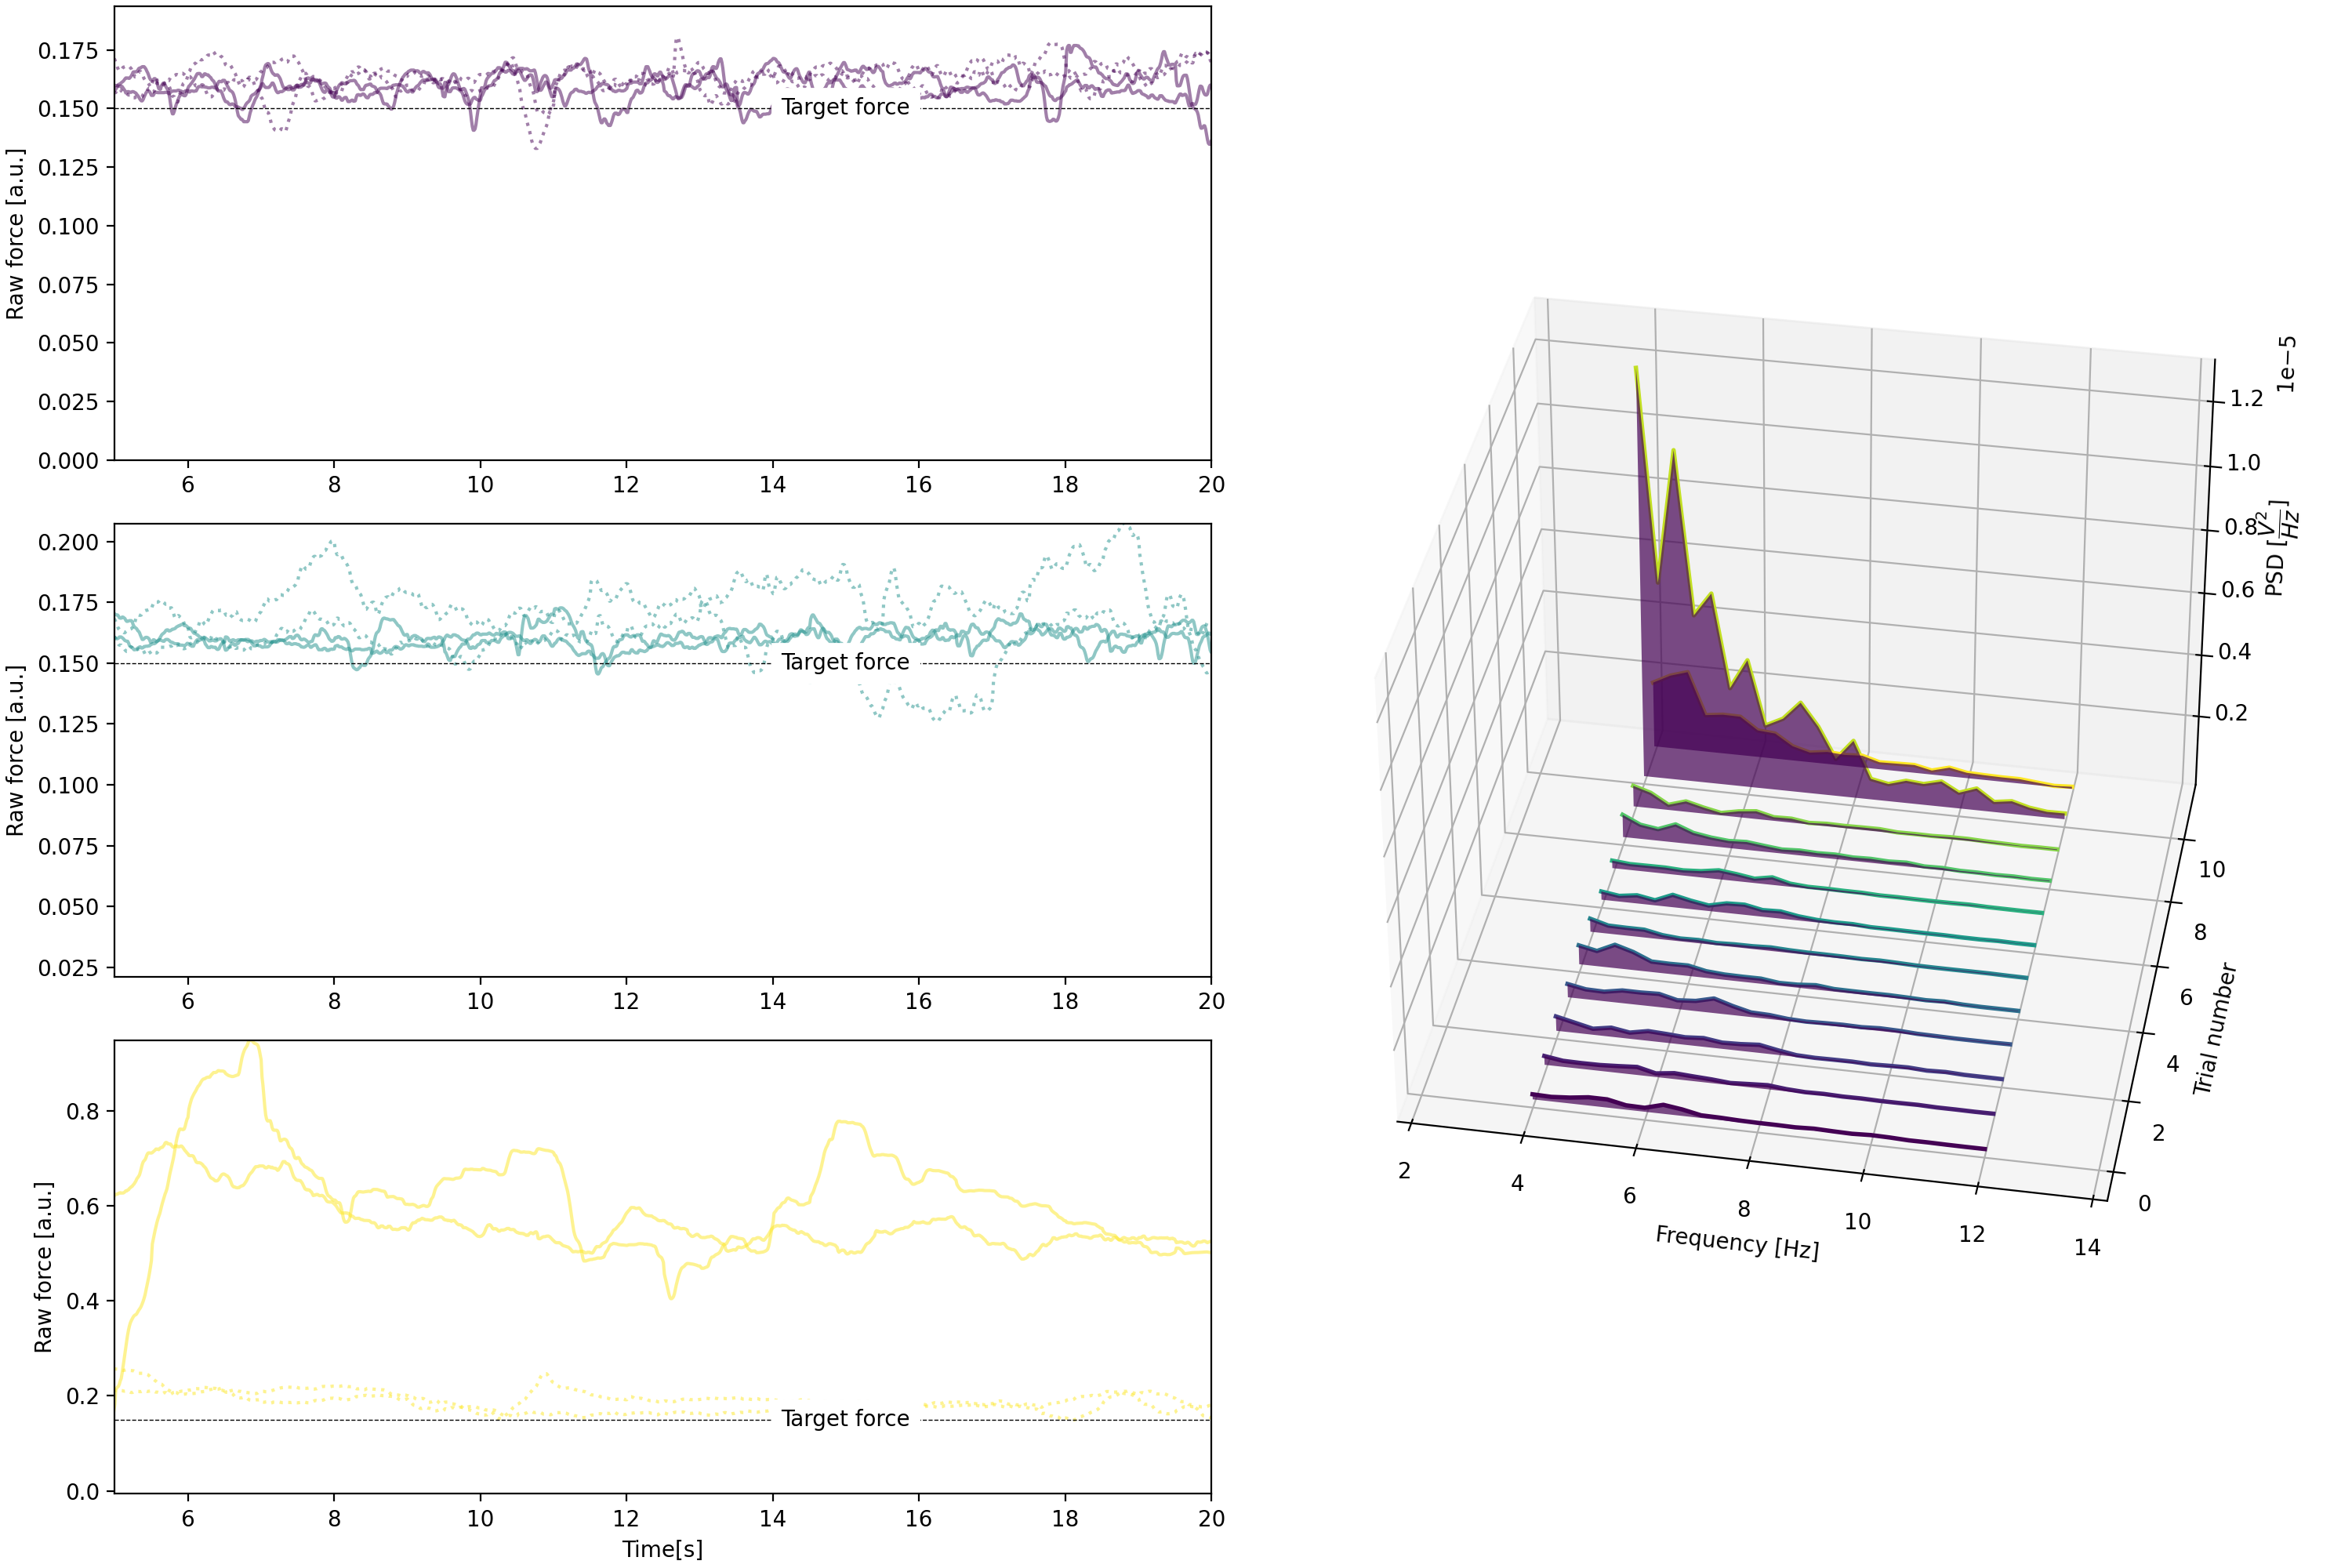 0.175
0.150
0.125
0.100
0.075
0.050
0.025
0.000
Raw force [a.u.]
Target force
6 8 10 12 14 16 18 20
0.200
0.175
0.150
0.125
0.100
0.075
0.050
0.025
Raw force [a.u.]
Target force
6 8 10 12 14 16 18 20
0.8
0.6
0.4
0.2
0.0
Raw force [a.u.]
Target force
6 8 10 12 14 16 18 20
Time[s]
1e−5
1.2
1.0
0.8
0.6
0.4
0.2
PSD [V²/Hz]
10
8
6
4
2
0
Trial number
2 4 6 8 10 12 14
Frequency [Hz]